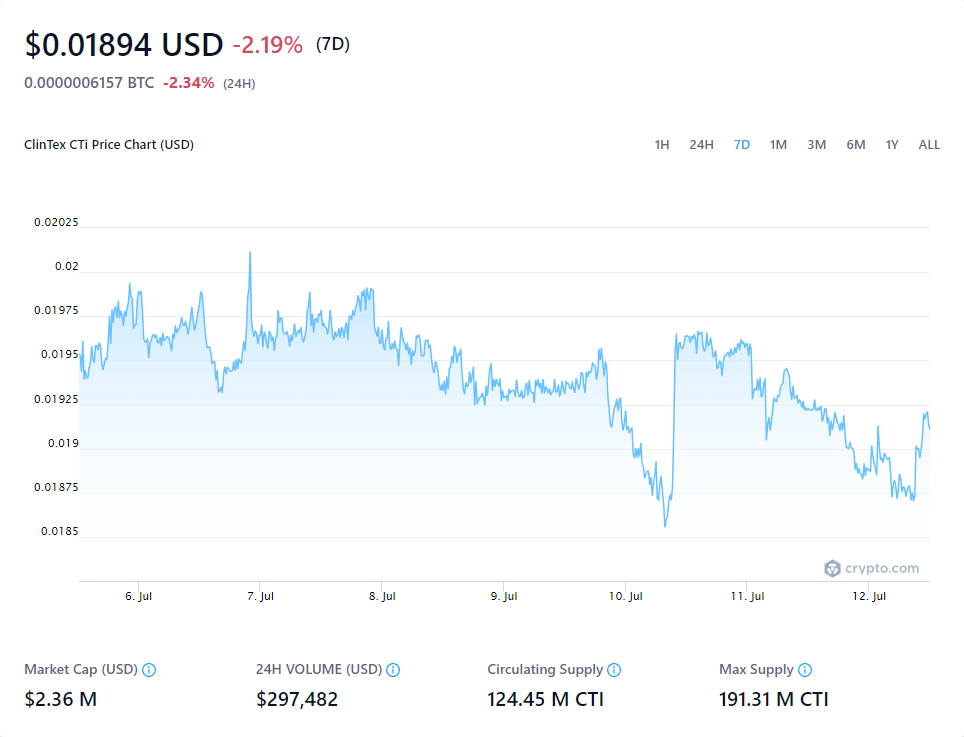 $0.01894 USD -2.19% (7D)
0.0000006157 BTC -2.34% (24H)
ClinTex CTi Price Chart (USD)
1H 24H 7D 1M 3M 6M 1Y ALL
0.02025
0.02
0.01975
0.0195
0.01925
0.019
0.01875
0.0185
crypto.com
6. Jul 7. Jul 8. Jul 9. Jul 10. Jul 11. Jul 12. Jul
Market Cap (USD) 24H VOLUME (USD) Circulating Supply Max Supply
$2.36 M $297,482 124.45 M CTI 191.31 M CTI